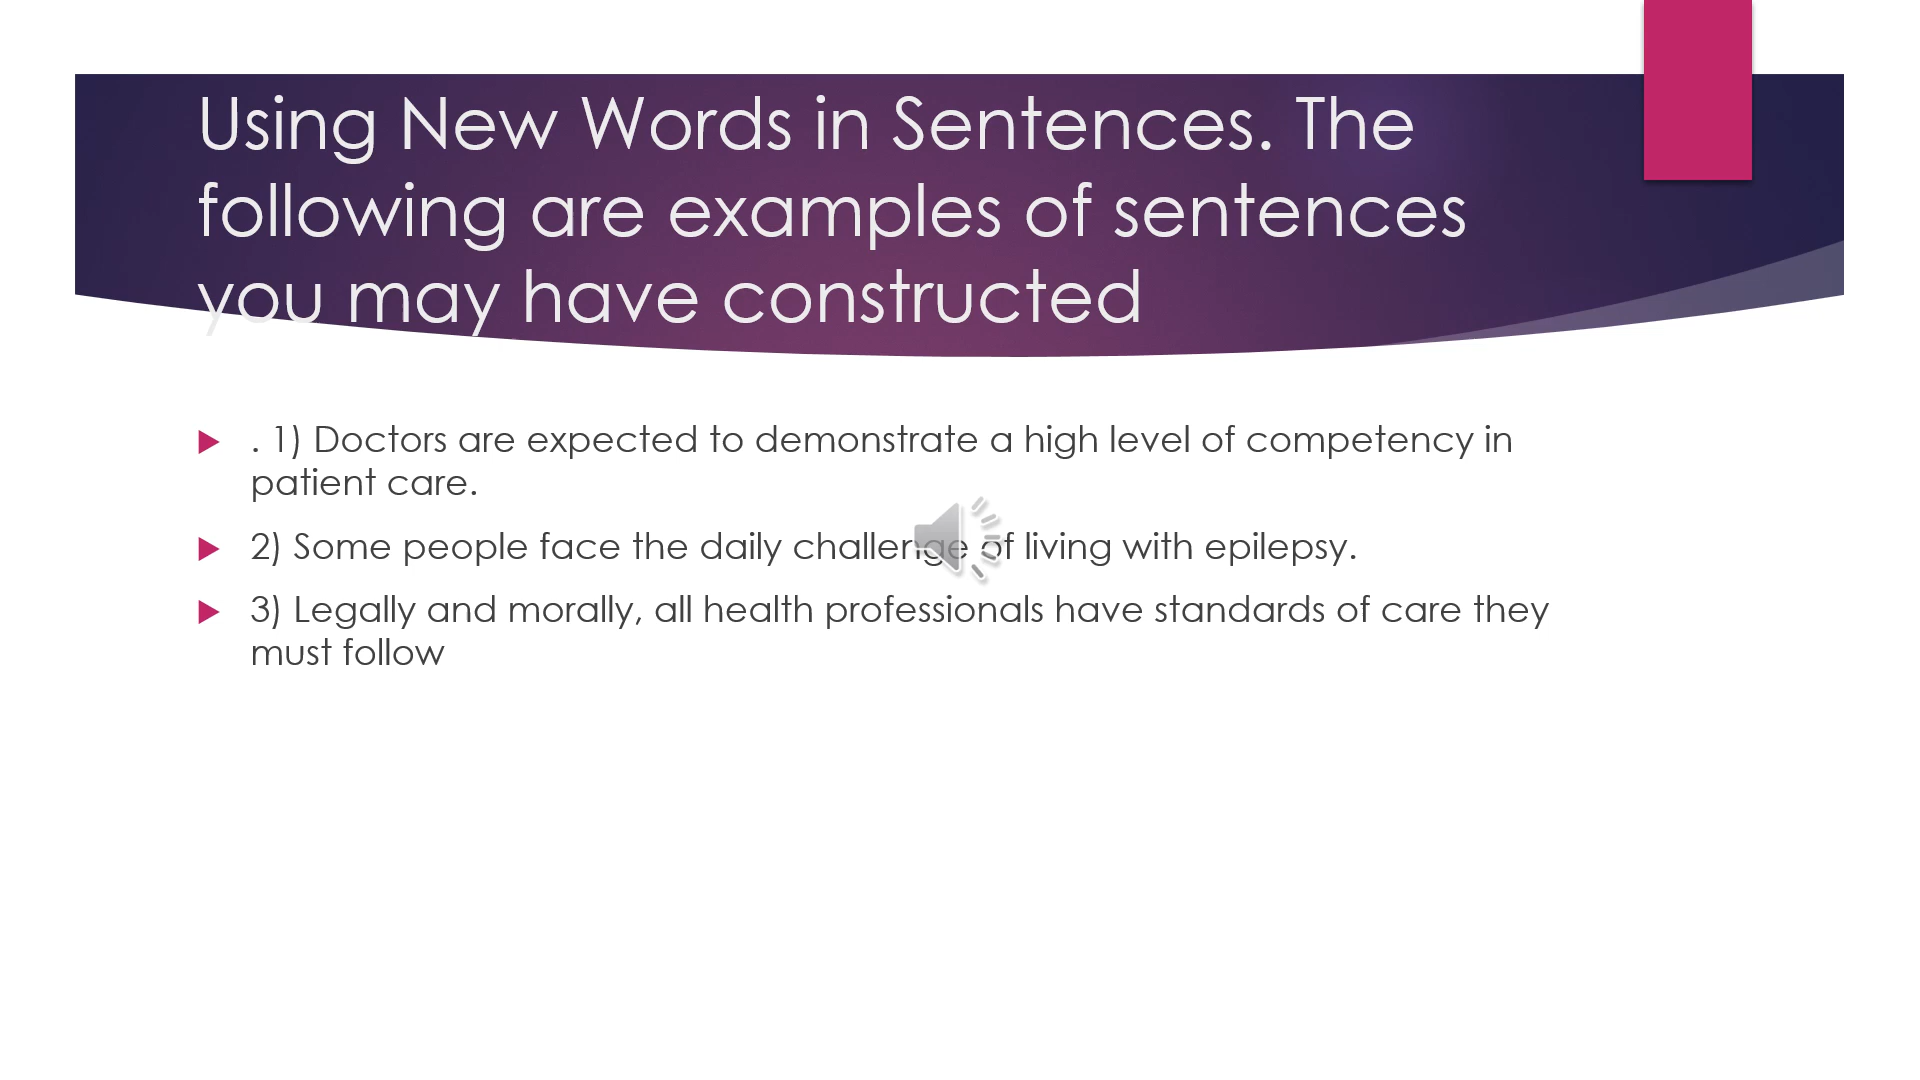 Using New Words in Sentences. The
following are examples of sentences
you may have constructed
. 1) Doctors are expected to demonstrate a high level of competency in
patient care.
2) Some people face the daily challenge of living with epilepsy.
3) Legally and morally, all health professionals have standards of care they
must follow